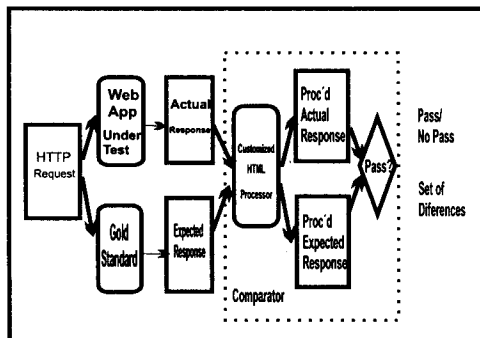 HTTP
Request
Web
App
Under
Test
Actual
Response
Gold
Standard
Expected
Response
Customized
HTML
Processor
Proc´d
Actual
Response
Proc´d
Expected
Response
Pass?
Comparator
Pass/
No Pass
Set of
Diferences